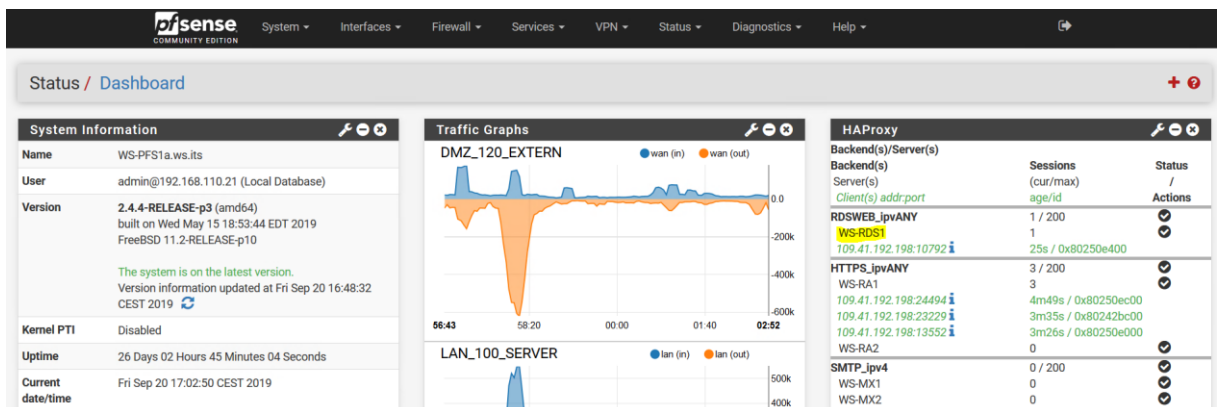 pfsense
COMMUNITY EDITION
System
Interfaces
Firewall
Services
VPN
Status
Diagnostics
Help
Status / Dashboard
System Information
Name WS-PFS1a.ws.its
User admin@192.168.110.21 (Local Database)
Version 2.4.4-RELEASE-p3 (amd64)
built on Wed May 15 18:53:44 EDT 2019
FreeBSD 11.2-RELEASE-p10
The system is on the latest version.
Version information updated at Fri Sep 20 16:48:32
CEST 2019
Kernel PTI Disabled
Uptime 26 Days 02 Hours 45 Minutes 04 Seconds
Current Fri Sep 20 17:02:50 CEST 2019
date/time
Traffic Graphs
DMZ_120_EXTERN wan (in) wan (out)
0.0
-200k
-400k
-600k
56:43 58:20 00:00 01:40 02:52
LAN_100_SERVER lan (in) lan (out)
500k
400k
HAProxy
Backend(s)/Server(s)
Backend(s) Sessions Status
Server(s) (cur/max) /
Client(s) addr:port age/id Actions
RDSWEB_ipvANY 1 / 200
WS-RDS1 1
109.41.192.198:10792 25s / 0x80250e400
HTTPS_ipvANY 3 / 200
WS-RA1 3
109.41.192.198:24494 4m49s / 0x80250ec00
109.41.192.198:23229 3m35s / 0x80242bc00
109.41.192.198:13552 3m26s / 0x80250e000
WS-RA2 0
SMTP_ipv4 0 / 200
WS-MX1 0
WS-MX2 0